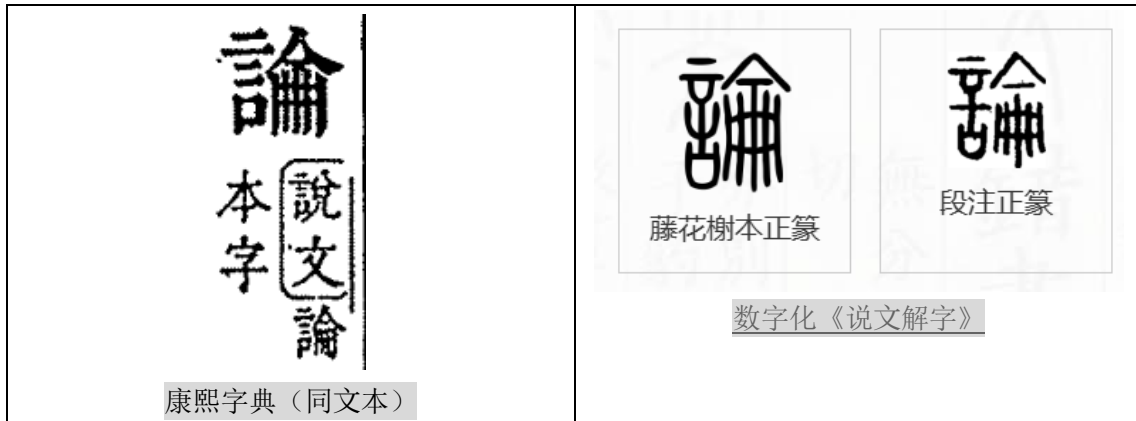 論
說文論
本字
康熙字典（同文本）
論
藤花榭本正篆
論
段注正篆
数字化《说文解字》